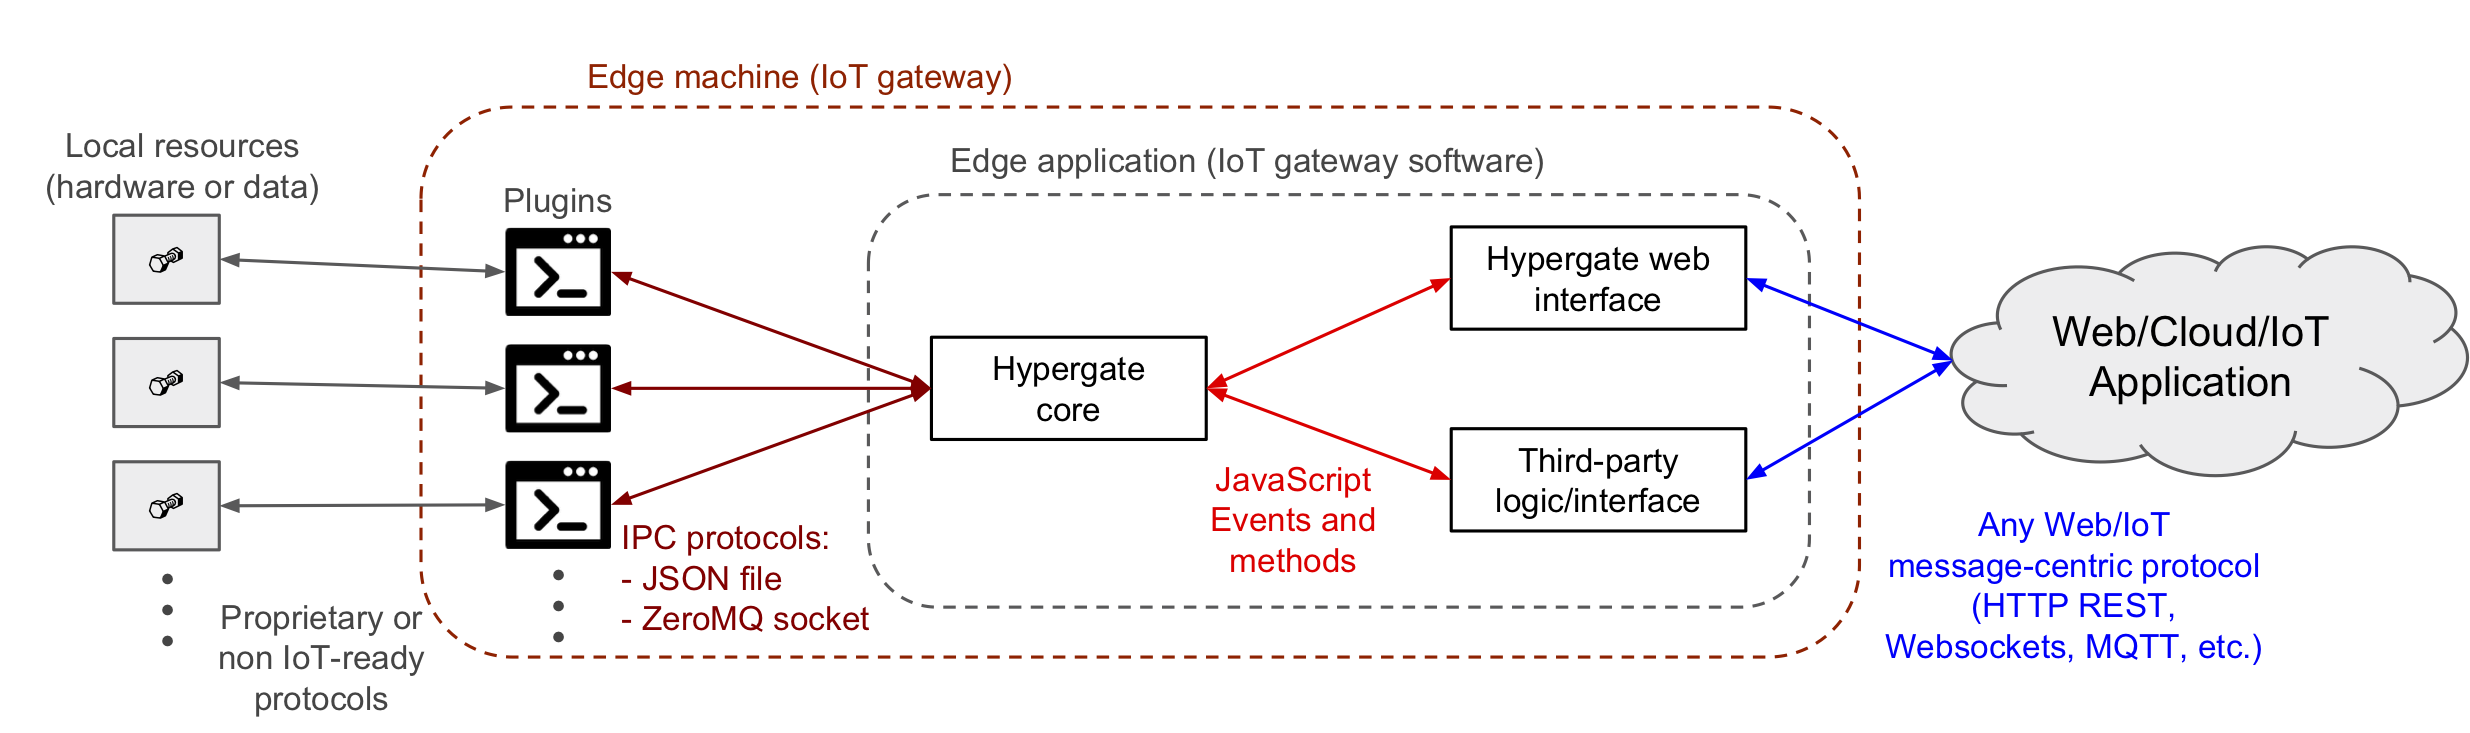 Edge machine (IoT gateway)
Local resources
(hardware or data)
Edge application (IoT gateway software)
Plugins
Hypergate web
interface
Hypergate
core
Web/Cloud/IoT
Application
Third-party
logic/interface
JavaScript
Events and
methods
IPC protocols:
- JSON file
- ZeroMQ socket
Any Web/IoT
message-centric protocol
(HTTP REST,
Websockets, MQTT, etc.)
Proprietary or
non IoT-ready
protocols